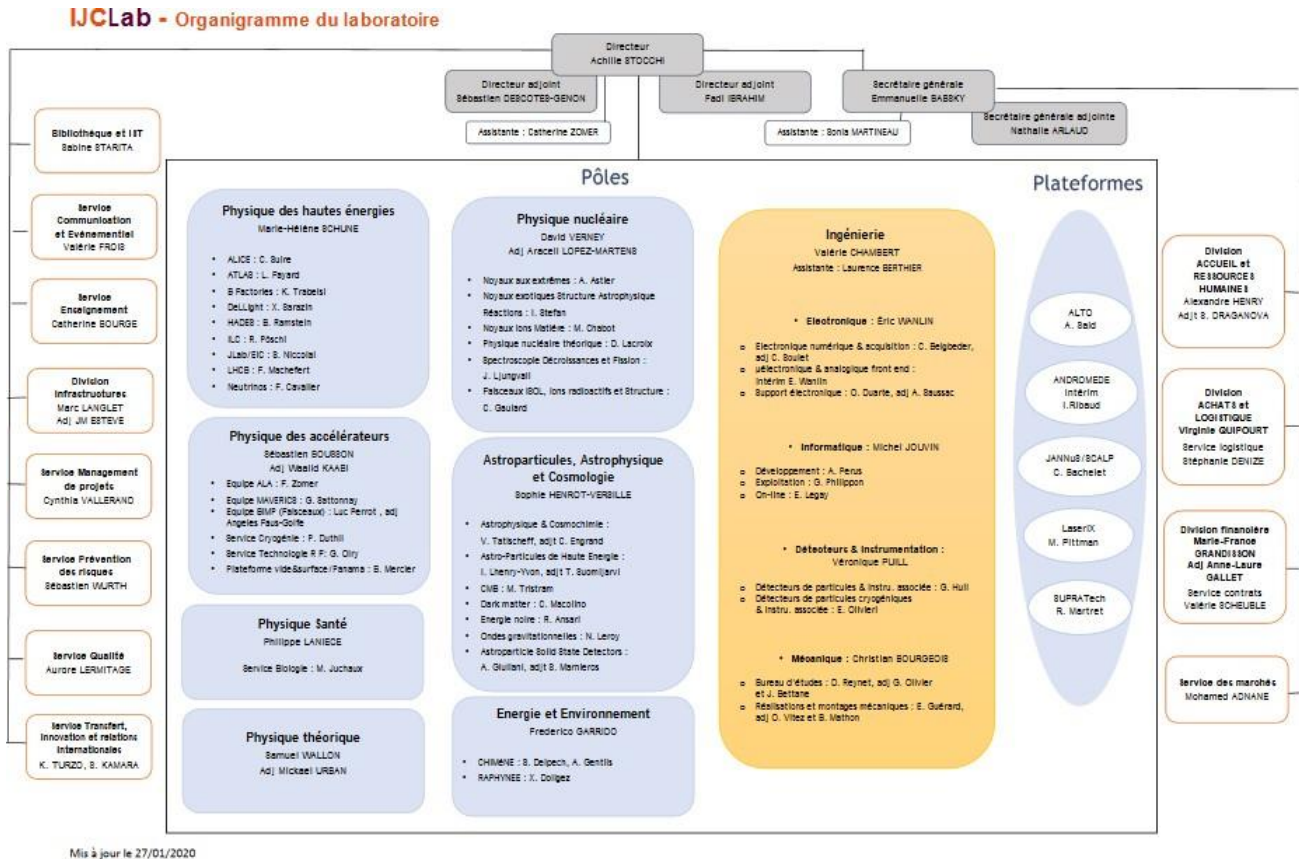 IJCLab - Organigramme du laboratoire
Directeur
Achille STOCCHI
Directeur adjoint
Sébastien DESCOTES-GENON
Directeur adjoint
Fadi IBRAHIM
Secrétaire générale
Emmanuelle BABSKY
Assistante : Catherine ZOMER
Assistante : Sonia MARTINEAU
Secrétaire générale adjointe
Nathalie ARLAUD
Bibliothèque et IST
Sabine STARITA
Service
Communication
et Evénementiel
Valérie FROIS
Service
Enseignement
Catherine BOURGE
Division
Infrastructures
Marc LANGLET
Adj JM ESTEVE
Service Management
de projets
Cynthia VALLERAND
Service Prévention
des risques
Sébastien WURTH
Service Qualité
Aurore LERMITAGE
Service Transfert,
Innovation et relations
Internationales
K. TURZO, S. KAMARA
Pôles
Physique des hautes énergies
Marie-Hélène SCHUNE
• ALICE : C. Suire
• ATLAS : L. Fayard
• B Factories : K. Trabelsi
• DeLLight : X. Sarazin
• HADES : B. Ramstein
• ILC : R. Pöschl
• JLab/EIC : S. Niccolai
• LHCB : F. Machefert
• Neutrinos : F. Cavalier
Physique des accélérateurs
Sébastien BOUSSON
Adj Waalid KAABI
• Equipe ALA : F. Zomer
• Equipe MAVERICS : G. Sattonnay
• Equipe BIMP (Faisceaux) : Luc Perrot , adj
Angeles Faus-Golfe
• Service Cryogénie : P. Duthil
• Service Technologie R F: G. Olry
• Plateforme vide&surface/Panama : B. Mercier
Physique Santé
Philippe LANIECE
Service Biologie : M. Juchaux
Physique théorique
Samuel WALLON
Adj Mickael URBAN
Physique nucléaire
David VERNEY
Adj Araceli LOPEZ-MARTENS
• Noyaux aux extrêmes : A. Astier
• Noyaux exotiques Structure Astrophysique
Réactions : I. Stefan
• Noyaux Ions Matière : M. Chabot
• Physique nucléaire théorique : D. Lacroix
• Spectroscopie Décroissances et Fission :
J. Ljungvall
• Faisceaux ISOL, ions radioactifs et Structure :
C. Gaulard
Astroparticules, Astrophysique
et Cosmologie
Sophie HENROT-VERSILLE
• Astrophysique & Cosmochimie :
V. Tatischeff, adjt C. Engrand
• Astro-Particules de Haute Energie :
I. Lhenry-Yvon, adjt T. Suomijarvi
• CMB : M. Tristram
• Dark matter : C. Macolino
• Energie noire : R. Ansari
• Ondes gravitationnelles : N. Leroy
• Astroparticle Solid State Detectors :
A. Giuliani, adjt S. Marnieros
Energie et Environnement
Frederico GARRIDO
• CHIMèNE : S. Delpech, A. Gentils
• RAPHYNEE : X. Doligez
Ingénierie
Valérie CHAMBERT
Assistante : Laurence BERTHIER
• Electronique : Éric WANLIN
Electronique numérique & acquisition : C. Beigbeder,
adj C. Soulet
µélectronique & analogique front end :
Intérim E. Wanlin
Support électronique : O. Duarte, adj A. Saussac
• Informatique : Michel JOUVIN
Développement : A. Perus
Exploitation : G. Philippon
On-line : E. Legay
• Détecteurs & Instrumentation :
Véronique PUILL
Détecteurs de particules & Instru. associée : G. Hull
Détecteurs de particules cryogéniques
& Instru. associée : E. Olivieri
• Mécanique : Christian BOURGEOIS
Bureau d'études : D. Reynet, adj G. Olivier
et J. Bettane
Réalisations et montages mécaniques : E. Guérard,
adj O. Vitez et B. Mathon
Plateformes
ALTO
A. Said
ANDROMEDE
Intérim
I.Ribaud
JANNuS/SCALP
C. Bachelet
LaseriX
M. Pittman
SUPRATech
R. Martret
Division
ACCUEIL et
RESSOURCES
HUMAINES
Alexandre HENRY
Adjt S. DRAGANOVA
Division
ACHATS et
LOGISTIQUE
Virginie QUIPOURT
Service logistique
Stéphanie DENIZE
Division financière
Marie-France
GRANDISSON
Adj Anne-Laure
GALLET
Service contrats
Valérie SCHEUBLE
Service des marchés
Mohamed ADNANE
Mis à jour le 27/01/2020